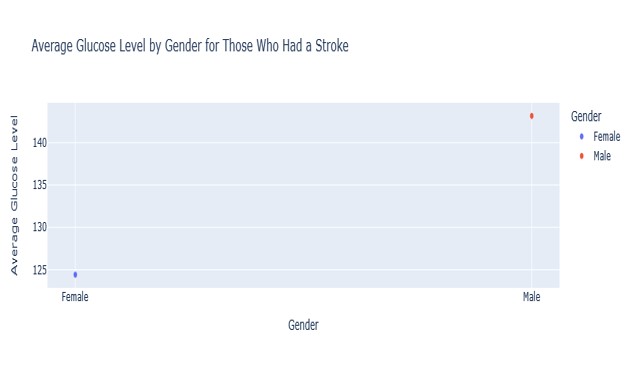 Average Glucose Level by Gender for Those Who Had a Stroke
Average Glucose Level
140
135
130
125
Female
Male
Gender
Gender
Female
Male